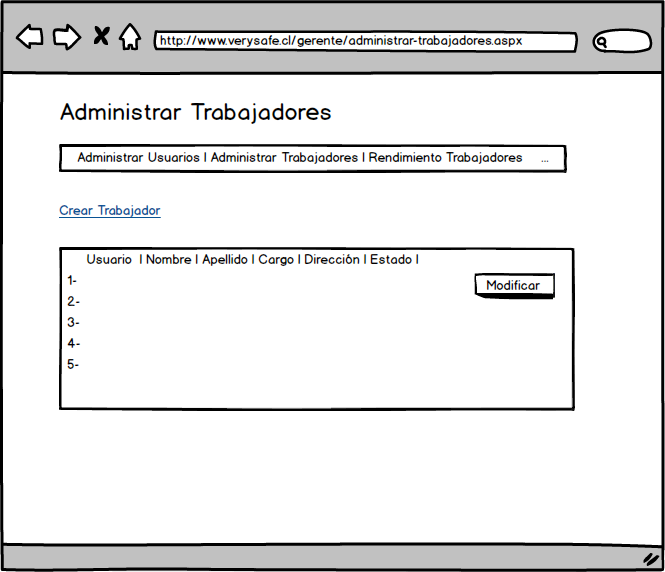 http://www.verysafe.cl/gerente/administrar-trabajadores.aspx
Administrar Trabajadores
Administrar Usuarios | Administrar Trabajadores | Rendimiento Trabajadores ...
Crear Trabajador
Usuario | Nombre | Apellido | Cargo | Dirección | Estado |
1- Modificar
2-
3-
4-
5-